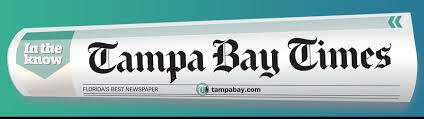 In the
know
Tampa Bay Times
FLORIDA'S BEST NEWSPAPER
tampabay.com